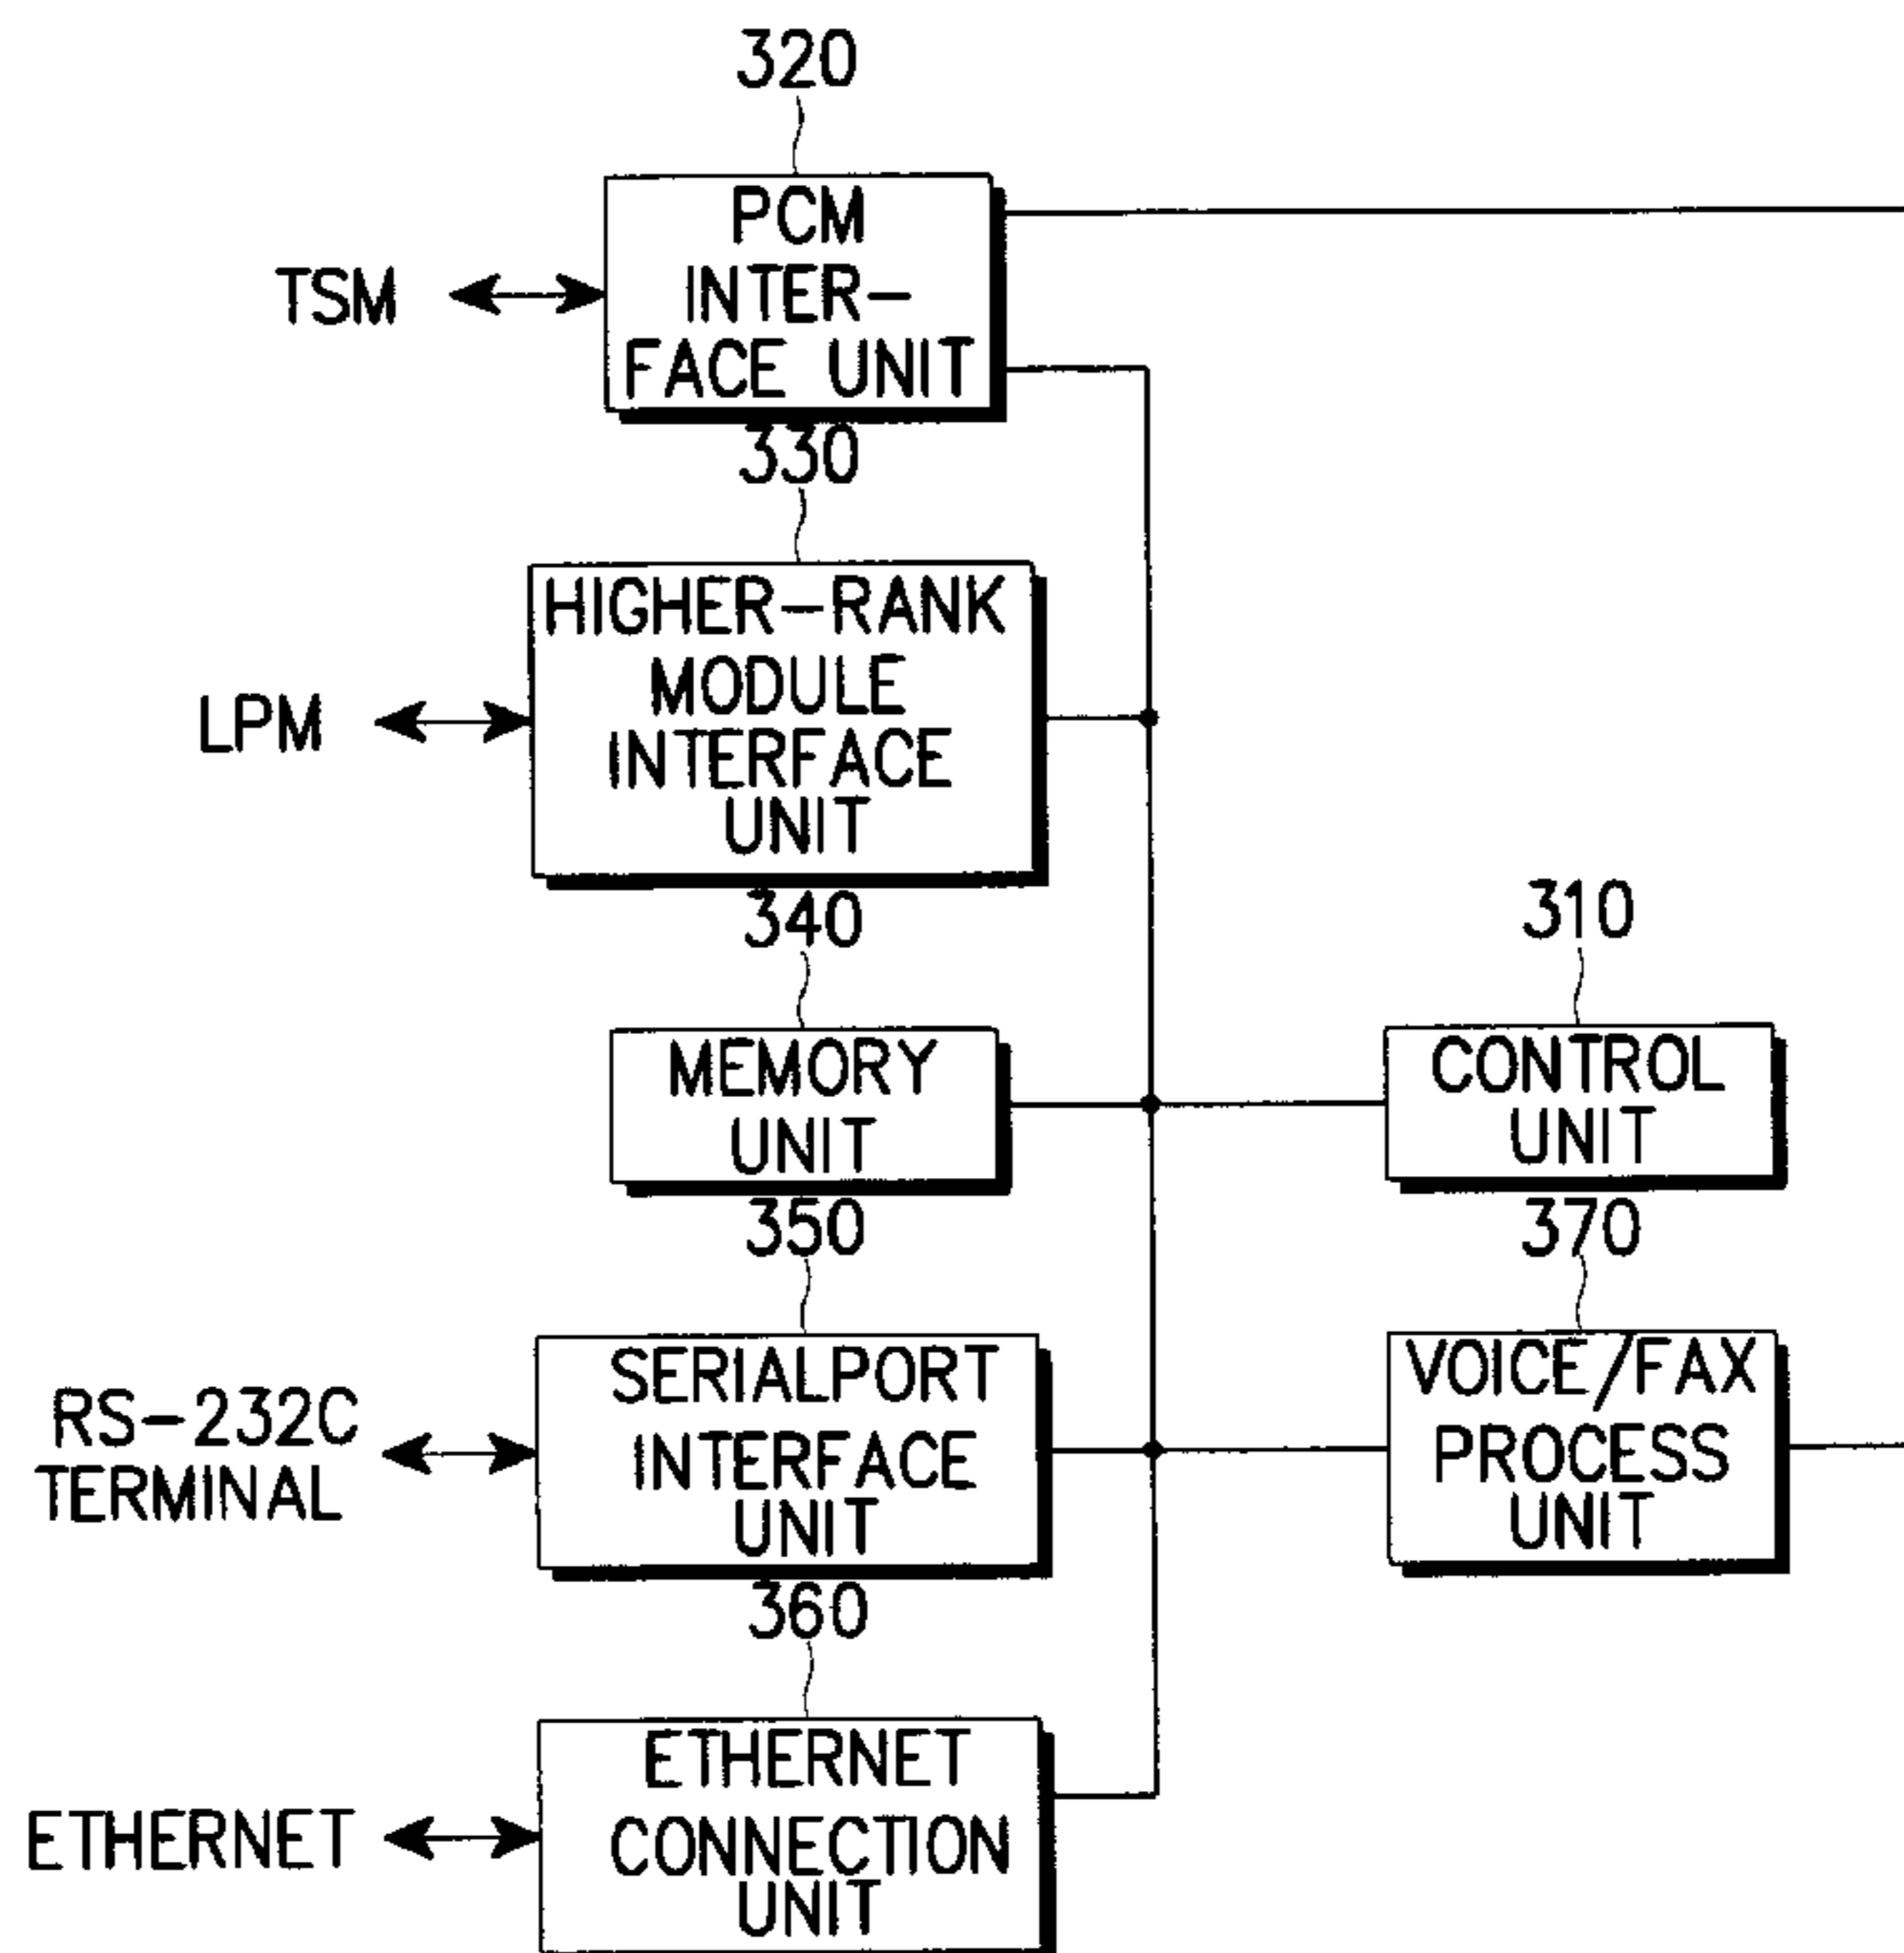 320
PCM
INTER-
FACE UNIT
TSM
330
HIGHER-RANK
MODULE
INTERFACE
UNIT
LPM
340
MEMORY
UNIT
310
CONTROL
UNIT
350
SERIALPORT
INTERFACE
UNIT
RS-232C
TERMINAL
370
VOICE/FAX
PROCESS
UNIT
360
ETHERNET
CONNECTION
UNIT
ETHERNET